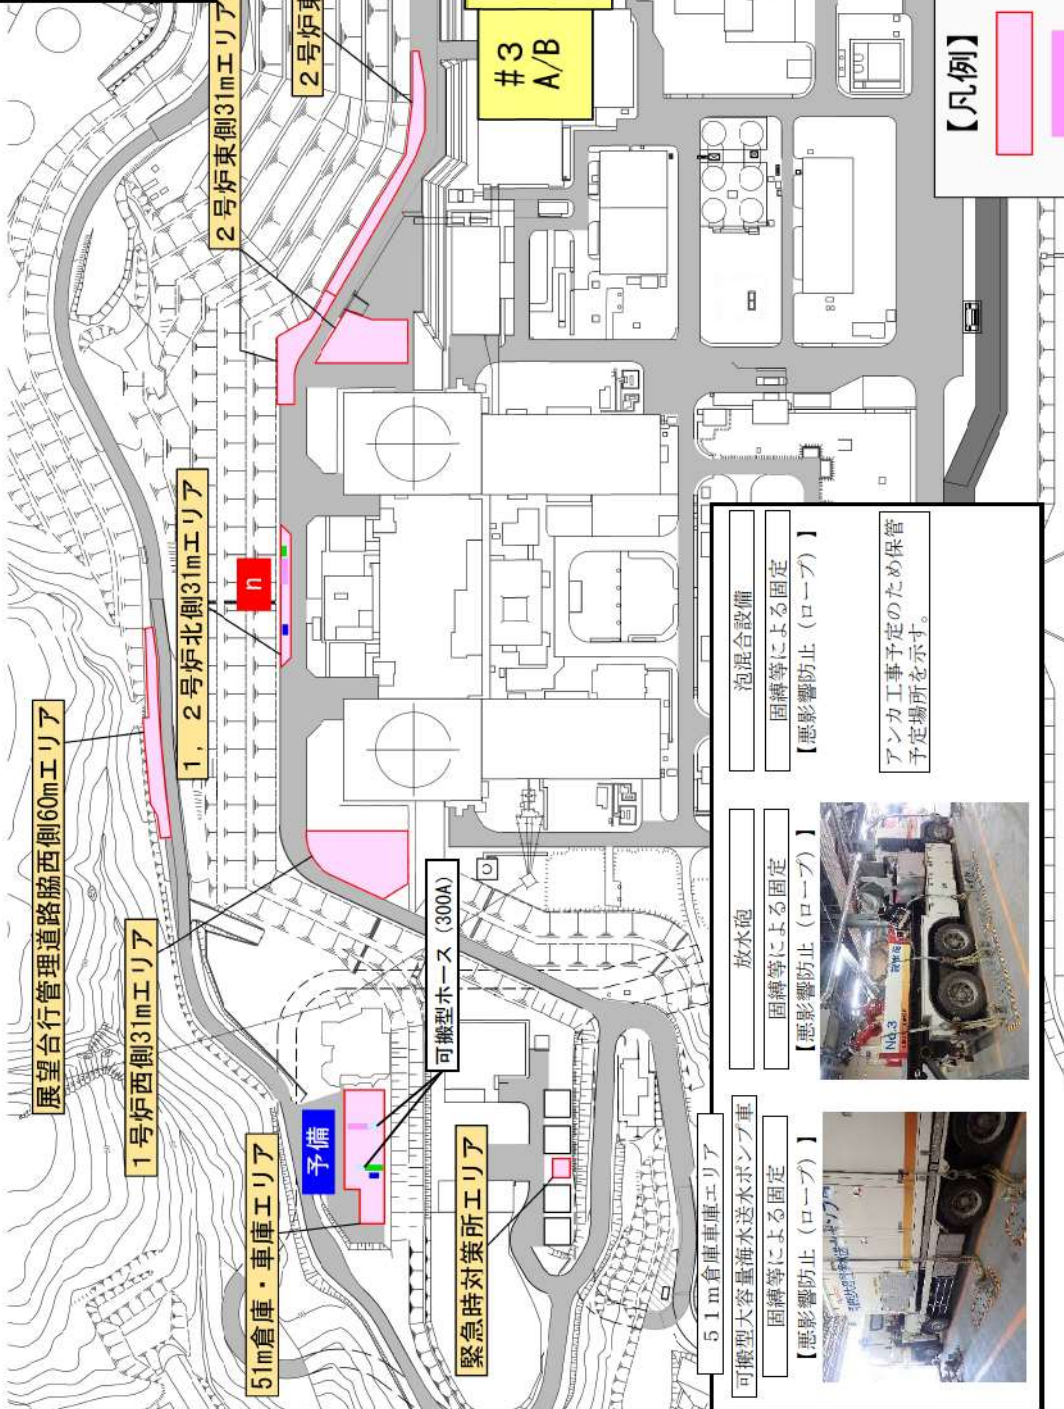 展望台行管理道路脇西側60mエリア
1号炉西側31mエリア
51m倉庫・車庫エリア
予備
緊急時対策所エリア
可搬型ホース（300A）
1，2号炉北側31mエリア
n
2号炉東側31mエリア
2号炉東
#3
A/B
【凡例】
51m倉庫車庫エリア
可搬型大容量海水送水ポンプ車
固縛等による固定
【悪影響防止（ロープ）】
放水砲
固縛等による固定
【悪影響防止（ロープ）】
No.3
泡混合設備
固縛等による固定
【悪影響防止（ロープ）】
アンカ工事予定のため保管
予定場所を示す。